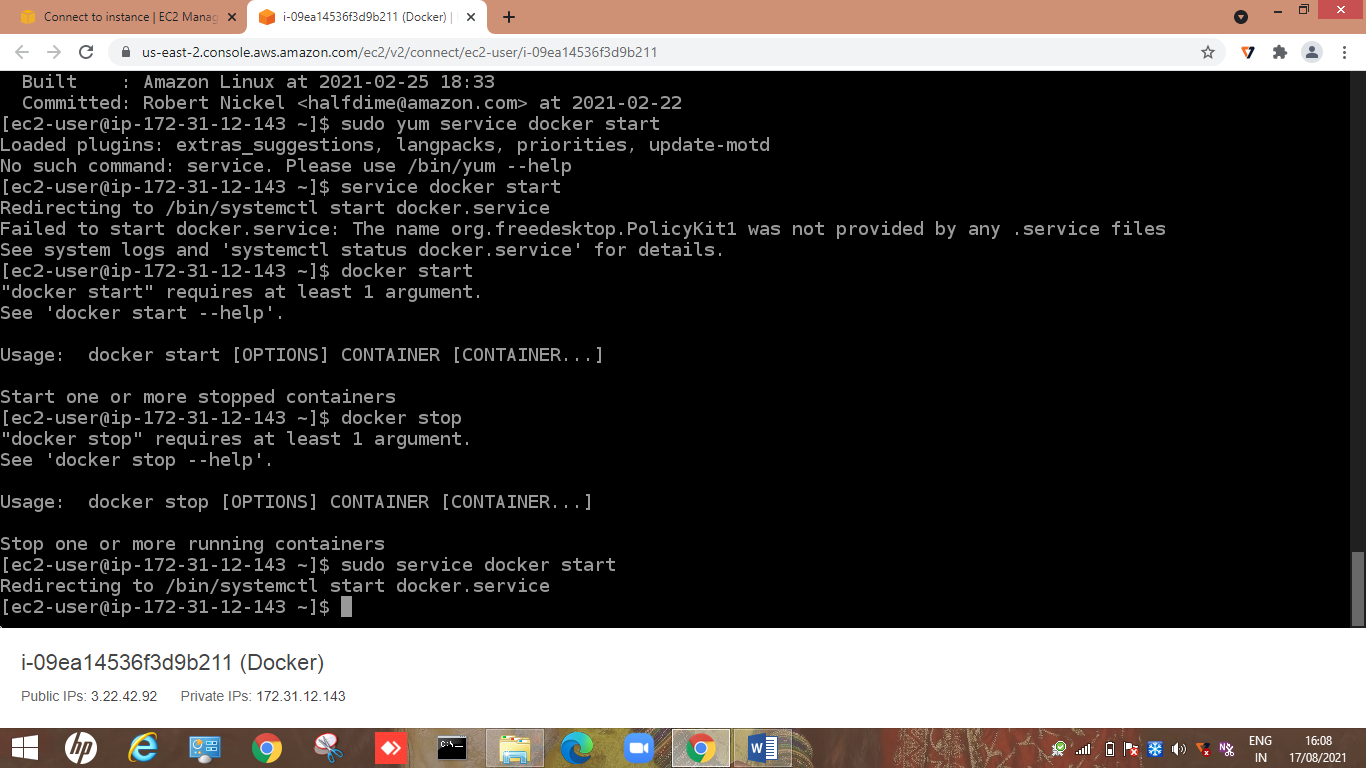 Connect to instance | EC2 Manag
i-09ea14536f3d9b211 (Docker) |
us-east-2.console.aws.amazon.com/ec2/v2/connect/ec2-user/i-09ea14536f3d9b211
  Built    : Amazon Linux at 2021-02-25 18:33
  Committed: Robert Nickel <halfdime@amazon.com> at 2021-02-22
[ec2-user@ip-172-31-12-143 ~]$ sudo yum service docker start
Loaded plugins: extras_suggestions, langpacks, priorities, update-motd
No such command: service. Please use /bin/yum --help
[ec2-user@ip-172-31-12-143 ~]$ service docker start
Redirecting to /bin/systemctl start docker.service
Failed to start docker.service: The name org.freedesktop.PolicyKit1 was not provided by any .service files
See system logs and 'systemctl status docker.service' for details.
[ec2-user@ip-172-31-12-143 ~]$ docker start
"docker start" requires at least 1 argument.
See 'docker start --help'.

Usage:  docker start [OPTIONS] CONTAINER [CONTAINER...]

Start one or more stopped containers
[ec2-user@ip-172-31-12-143 ~]$ docker stop
"docker stop" requires at least 1 argument.
See 'docker stop --help'.

Usage:  docker stop [OPTIONS] CONTAINER [CONTAINER...]

Stop one or more running containers
[ec2-user@ip-172-31-12-143 ~]$ sudo service docker start
Redirecting to /bin/systemctl start docker.service
[ec2-user@ip-172-31-12-143 ~]$
i-09ea14536f3d9b211 (Docker)
Public IPs: 3.22.42.92 Private IPs: 172.31.12.143
ENG 16:08
IN 17/08/2021